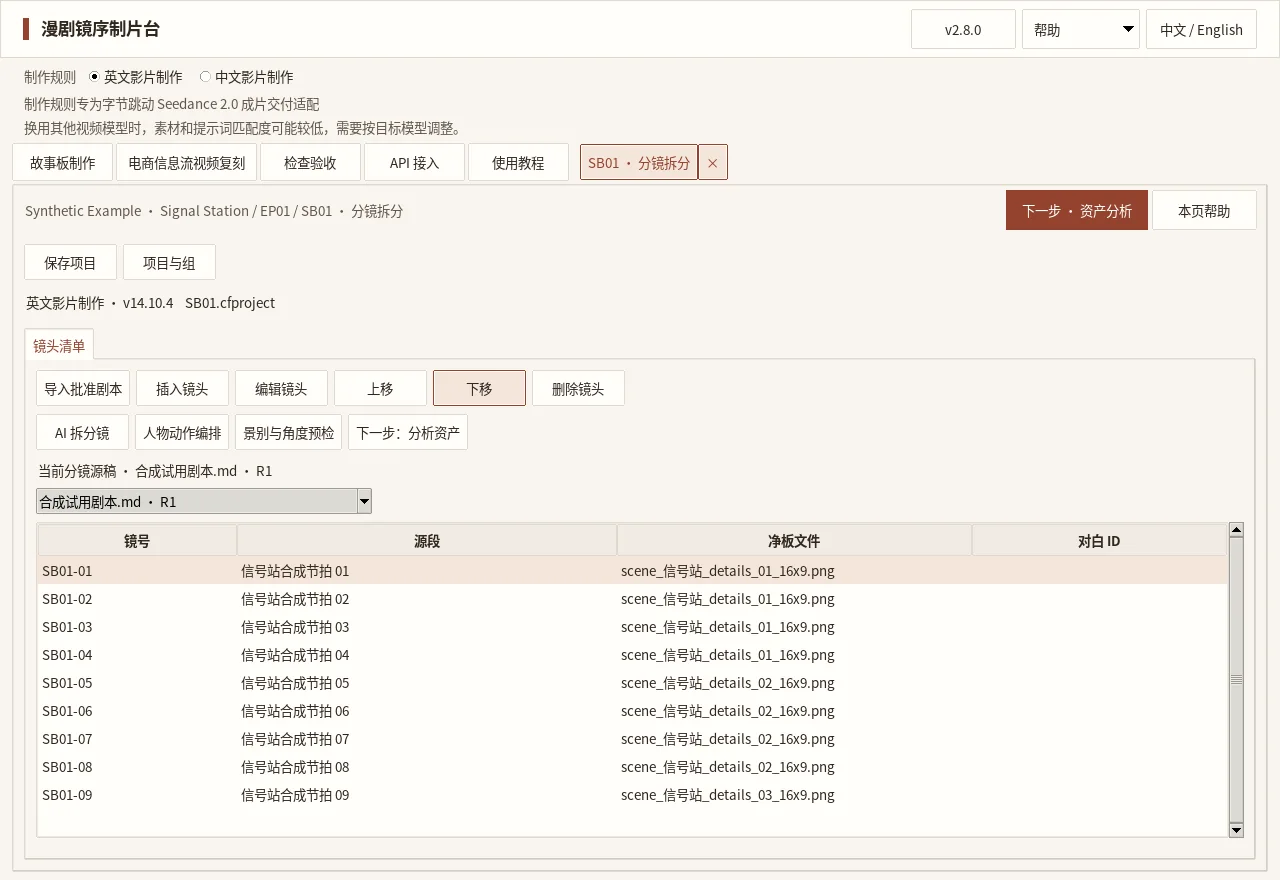 漫剧镜序制片台
v2.8.0
帮助
中文 / English
制作规则
英文影片制作
中文影片制作
制作规则专为字节跳动 Seedance 2.0 成片交付适配
换用其他视频模型时，素材和提示词匹配度可能较低，需要按目标模型调整。
故事板制作
电商信息流视频复刻
检查验收
API 接入
使用教程
SB01 · 分镜拆分
×
Synthetic Example · Signal Station / EP01 / SB01 · 分镜拆分
下一步 · 资产分析
本页帮助
保存项目
项目与组
英文影片制作 · v14.10.4 SB01.cfproject
镜头清单
导入批准剧本
插入镜头
编辑镜头
上移
下移
删除镜头
AI 拆分镜
人物动作编排
景别与角度预检
下一步：分析资产
当前分镜源稿 · 合成试用剧本.md · R1
合成试用剧本.md · R1
镜号 源段 净板文件 对白 ID
SB01-01 信号站合成节拍 01 scene_信号站_details_01_16x9.png
SB01-02 信号站合成节拍 02 scene_信号站_details_01_16x9.png
SB01-03 信号站合成节拍 03 scene_信号站_details_01_16x9.png
SB01-04 信号站合成节拍 04 scene_信号站_details_01_16x9.png
SB01-05 信号站合成节拍 05 scene_信号站_details_02_16x9.png
SB01-06 信号站合成节拍 06 scene_信号站_details_02_16x9.png
SB01-07 信号站合成节拍 07 scene_信号站_details_02_16x9.png
SB01-08 信号站合成节拍 08 scene_信号站_details_02_16x9.png
SB01-09 信号站合成节拍 09 scene_信号站_details_03_16x9.png